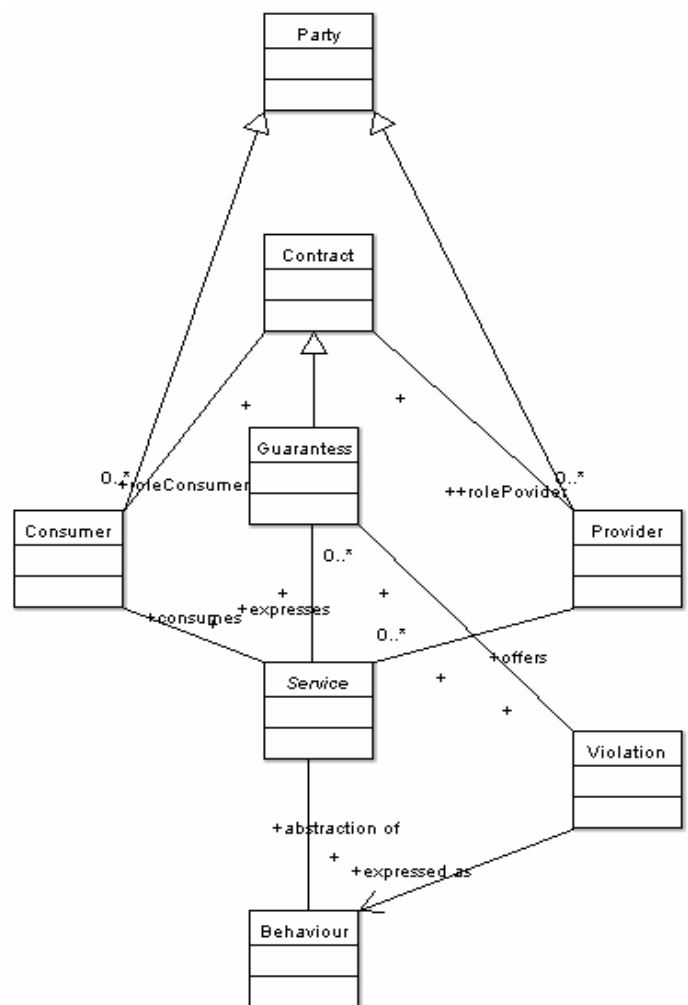 Party
Contract
+
+
Guarantess
0..*
+roleConsumer
++rolePovider
0..*
Consumer
Provider
0..*
+
+
+consumes
+
+expresses
0..*
+offers
+
Service
+
Violation
+abstraction of
+
+expressed as
Behaviour